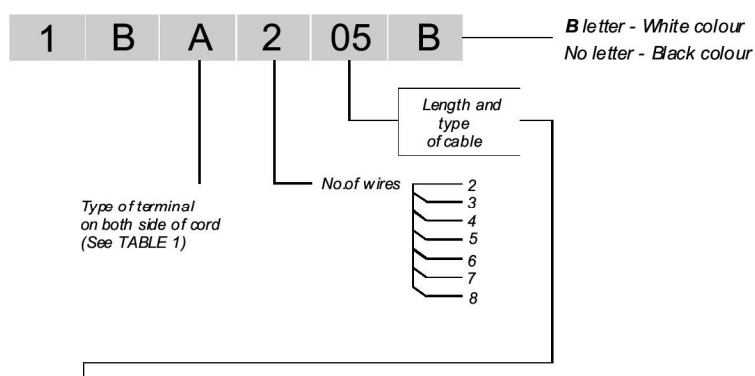 1 B A 2 05 B
B letter - White colour
No letter - Black colour
Length and
type
of cable
No.of wires
2
3
4
5
6
7
8
Type of terminal
on both side of cord
(See TABLE 1)